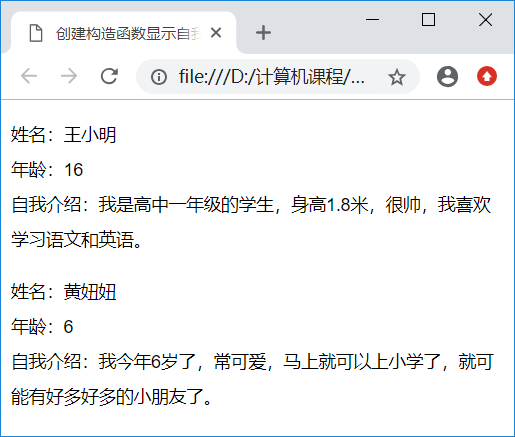 创建构造函数显示自我
file:///D:/计算机课程/...
姓名：王小明
年龄：16
自我介绍：我是高中一年级的学生，身高1.8米，很帅，我喜欢
学习语文和英语。
姓名：黄妞妞
年龄：6
自我介绍：我今年6岁了，常可爱，马上就可以上小学了，就可
能有好多好多的小朋友了。